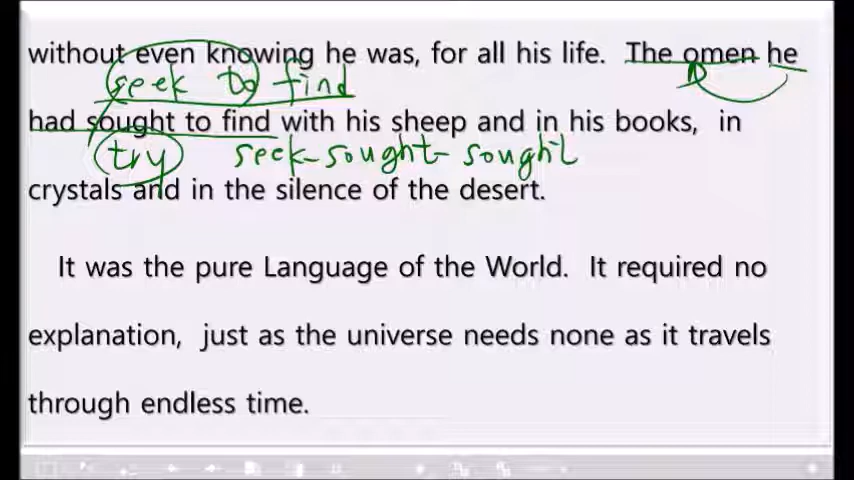 without even knowing he was, for all his life. The omen he
seek to find
had sought to find with his sheep and in his books, in
try seek-sought-sought
crystals and in the silence of the desert.
It was the pure Language of the World. It required no
explanation, just as the universe needs none as it travels
through endless time.